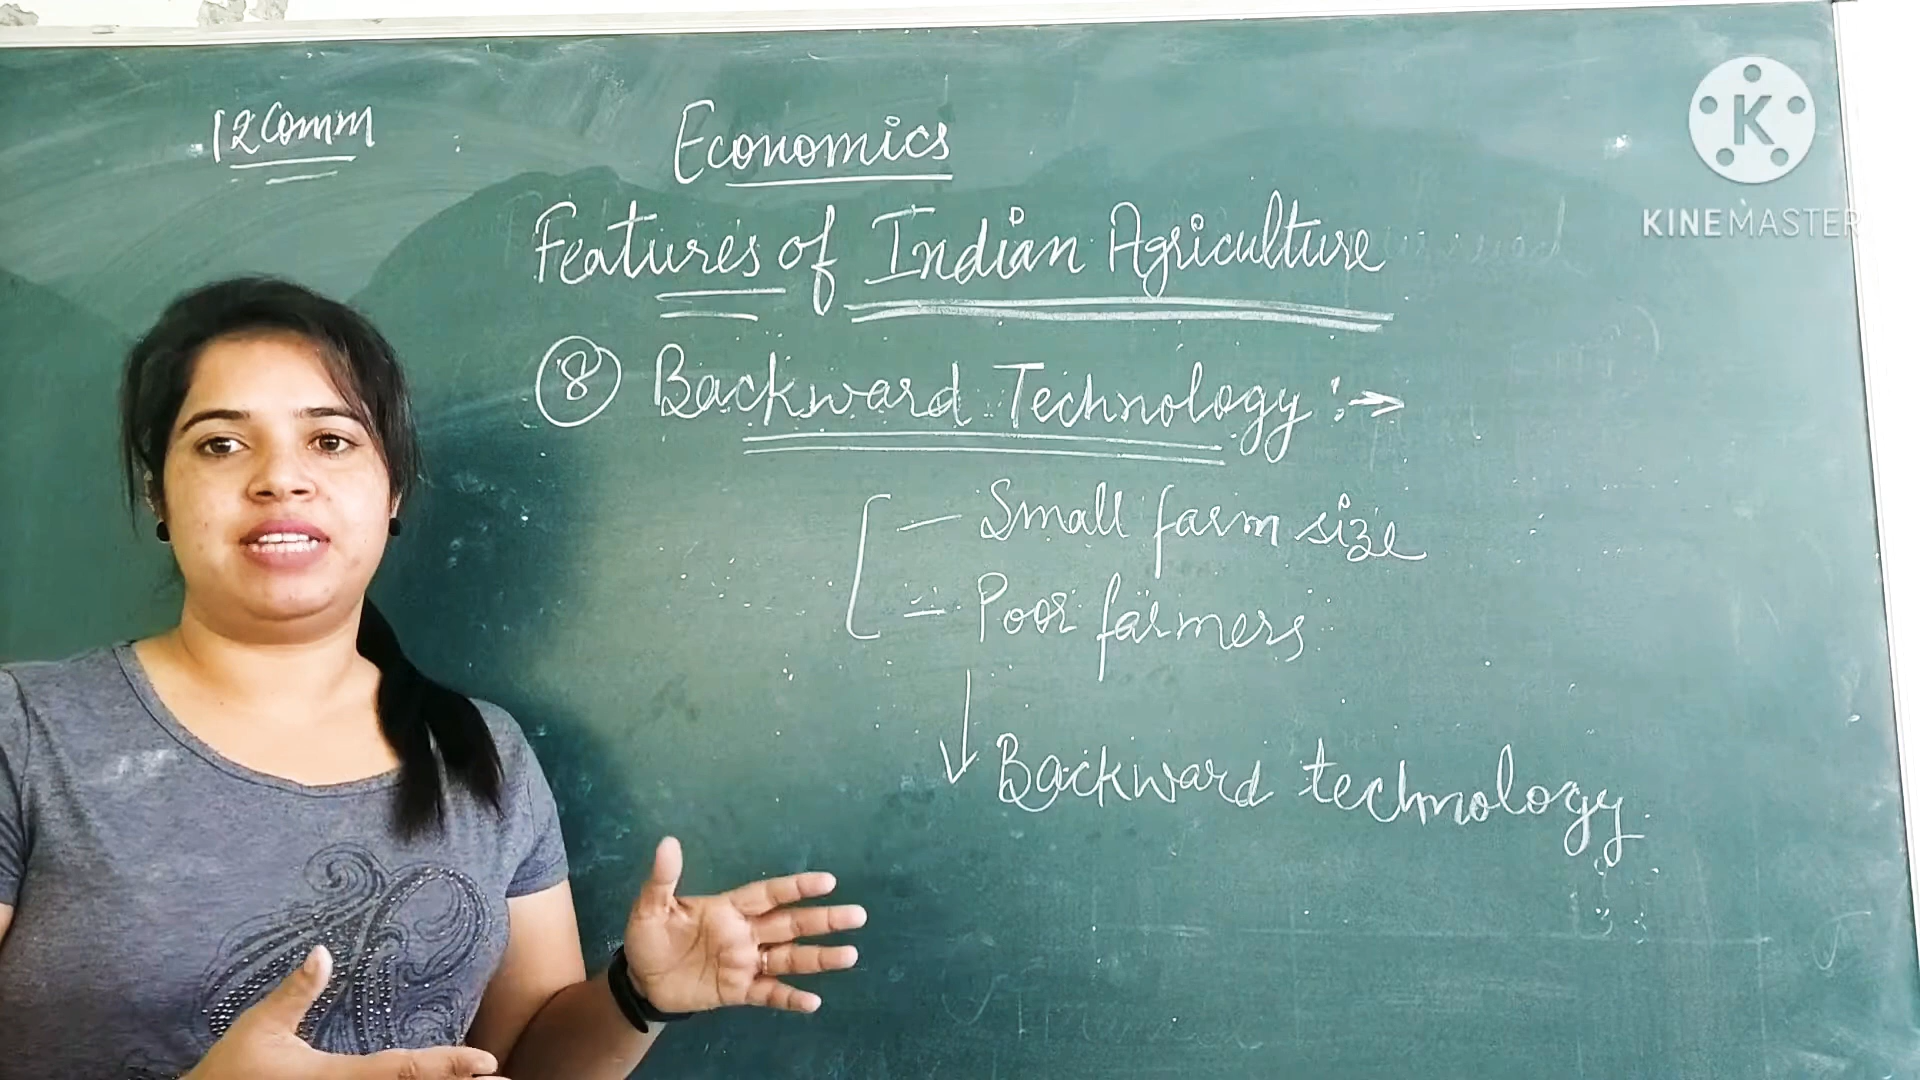 12 Comm
Economics
K
KINEMASTER
Features of Indian Agriculture
8 Backward Technology :→
— Small farm size
— Poor farmers
↓ Backward technology